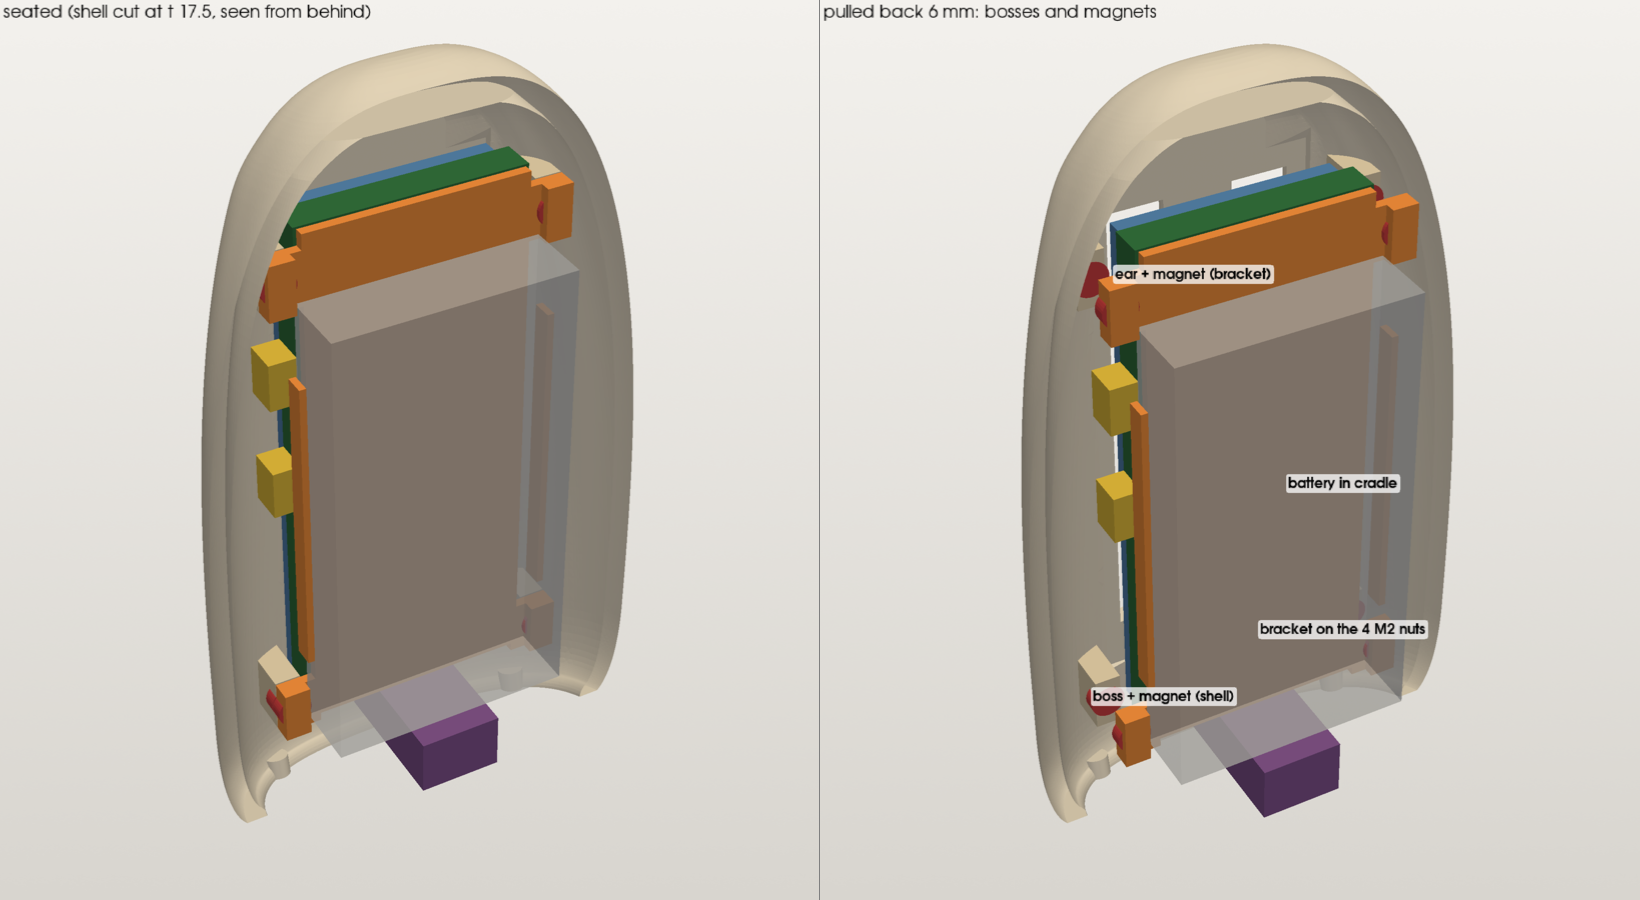 seated (shell cut at t 17.5, seen from behind)
pulled back 6 mm: bosses and magnets
ear + magnet (bracket)
battery in cradle
bracket on the 4 M2 nuts
boss + magnet (shell)